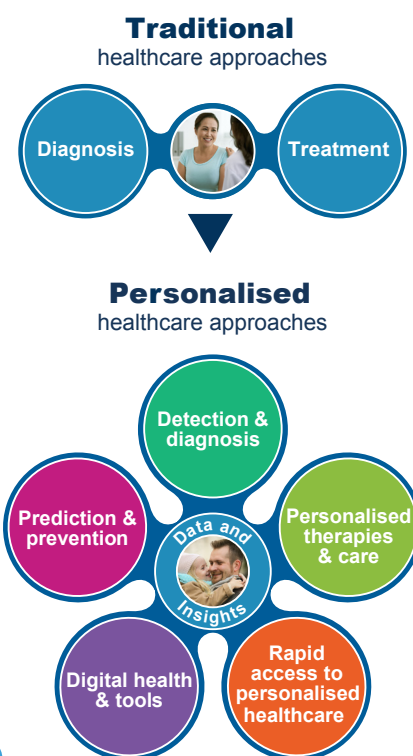 Traditional
healthcare approaches
Diagnosis
Treatment
Personalised
healthcare approaches
Detection &
diagnosis
Prediction &
prevention
Personalised
therapies
& care
Data and
Insights
Digital health
& tools
Rapid
access to
personalised
healthcare